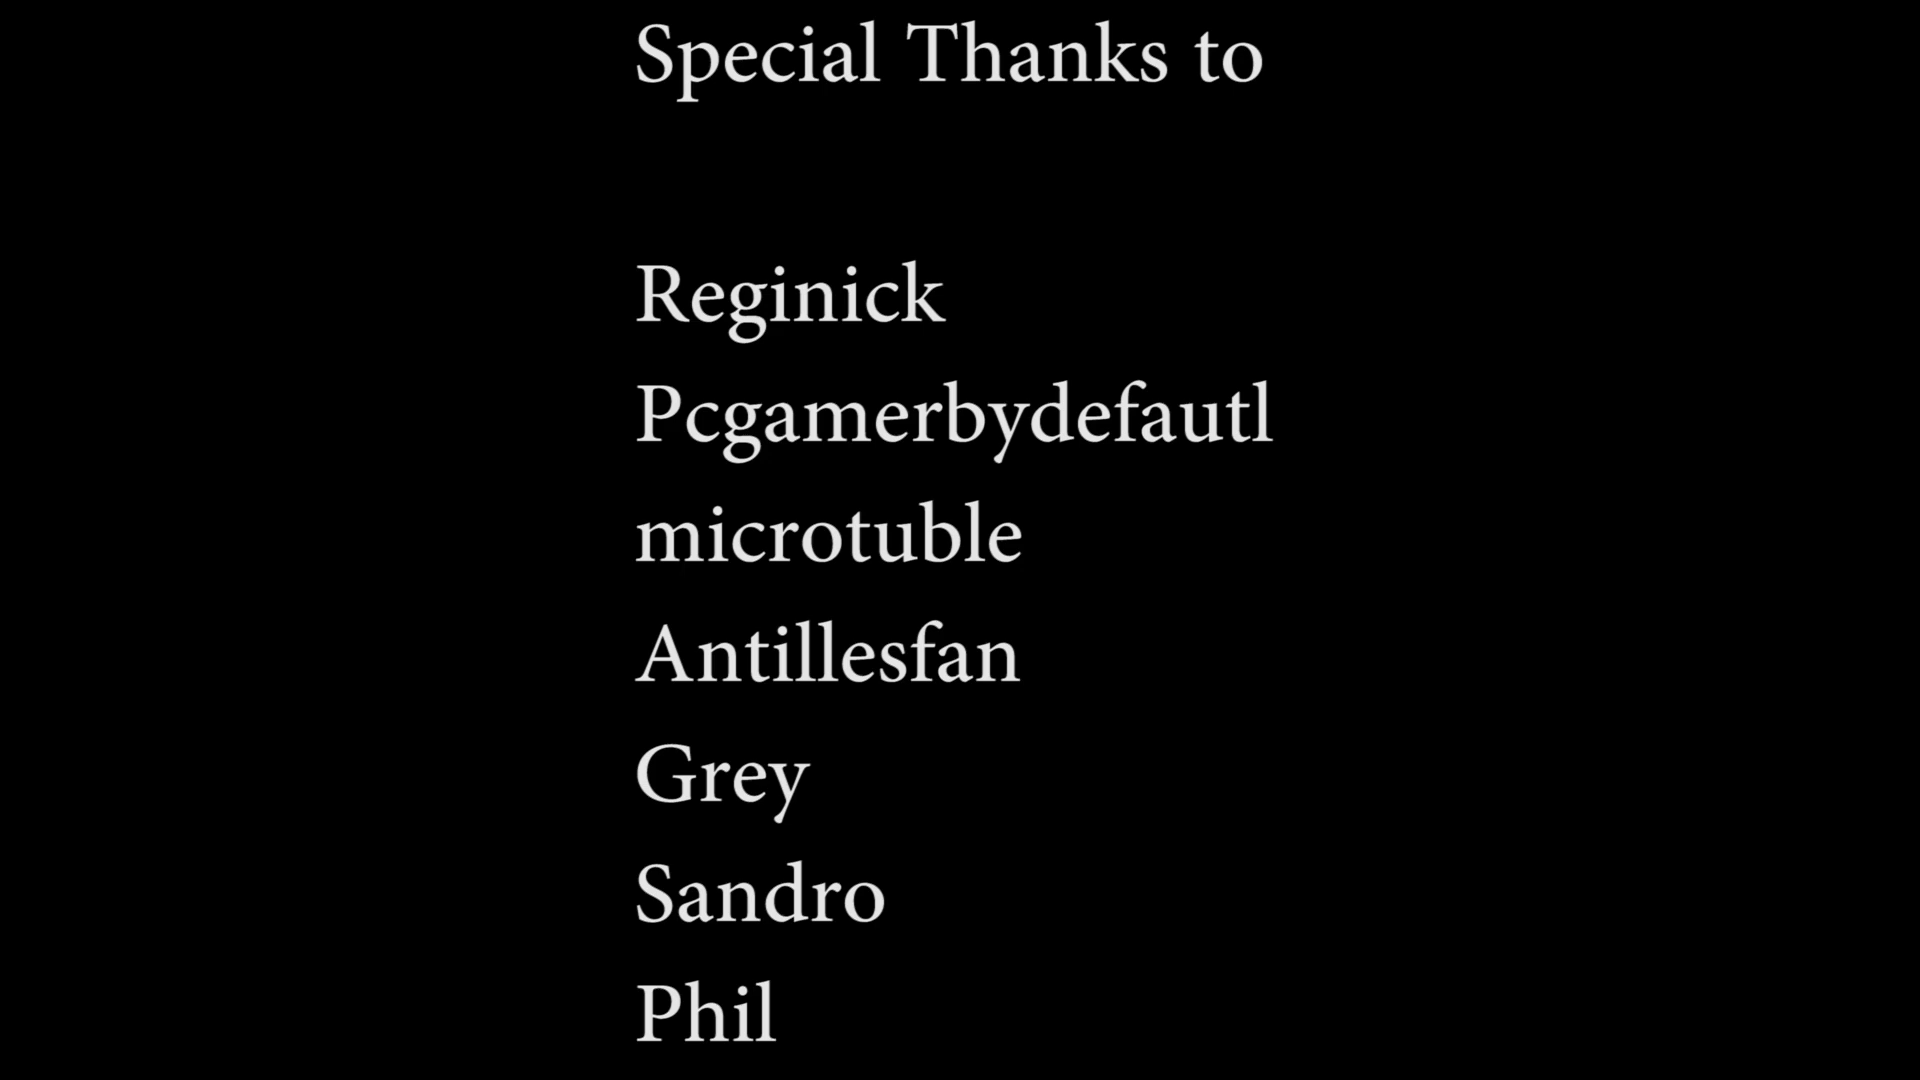 Special Thanks to
Reginick
Pcgamerbydefautl
microtuble
Antillesfan
Grey
Sandro
Phil